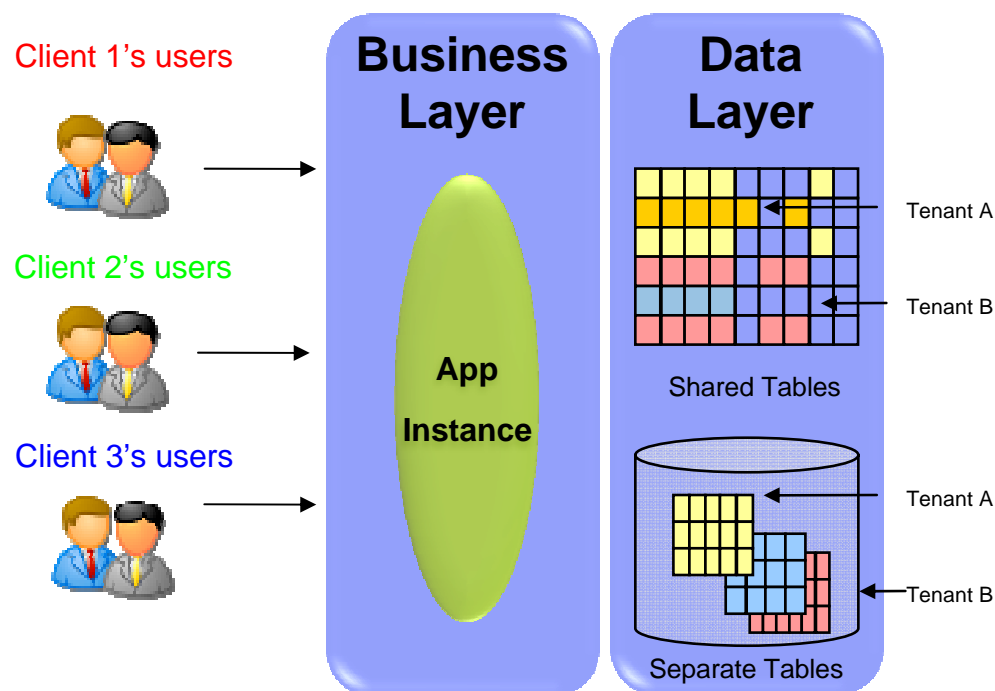 Client 1's users
Client 2's users
Client 3's users
Business
Layer
App
Instance
Data
Layer
Tenant A
Tenant B
Shared Tables
Tenant A
Tenant B
Separate Tables